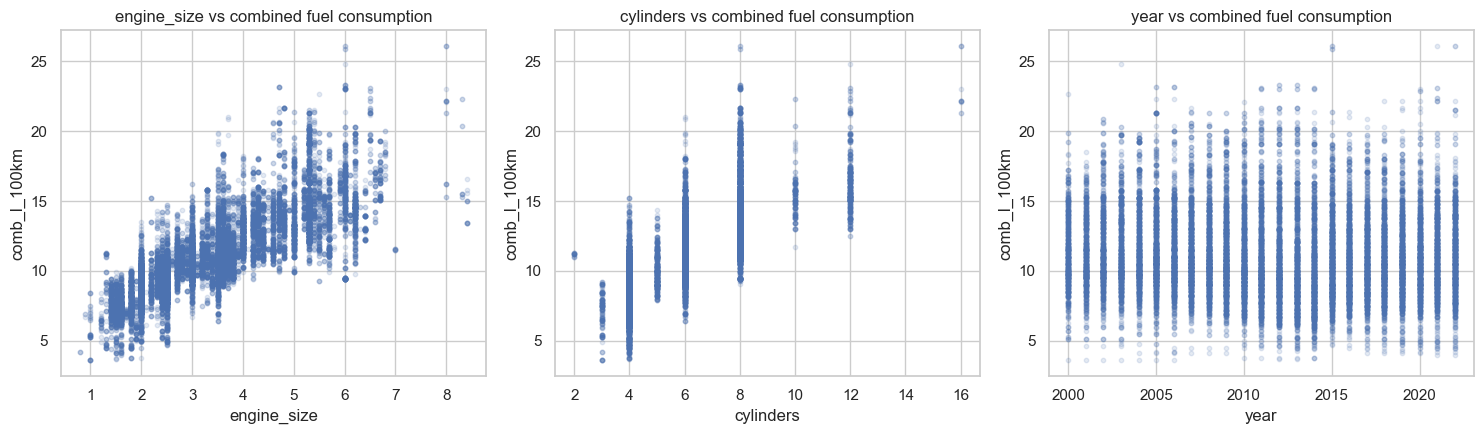 engine_size vs combined fuel consumption
25
20
15
10
5
comb_l_100km
1 2 3 4 5 6 7 8
engine_size
cylinders vs combined fuel consumption
25
20
15
10
5
comb_l_100km
2 4 6 8 10 12 14 16
cylinders
year vs combined fuel consumption
25
20
15
10
5
comb_l_100km
2000 2005 2010 2015 2020
year